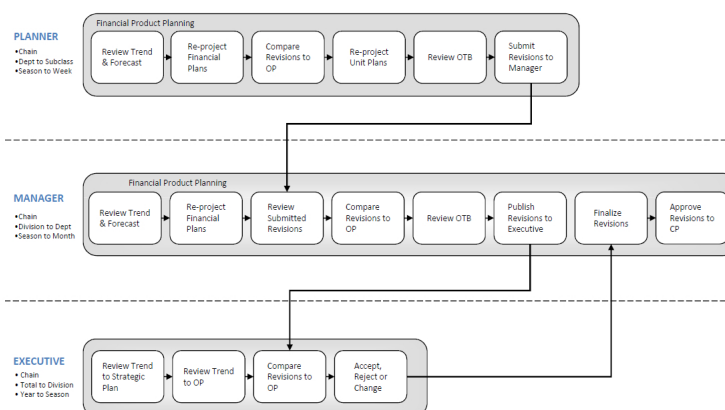 Financial Product Planning
PLANNER
•Chain
•Dept to Subclass
•Season to Week
Review Trend
& Forecast
Re-project
Financial
Plans
Compare
Revisions to
OP
Re-project
Unit Plans
Review OTB
Submit
Revisions to
Manager
Financial Product Planning
MANAGER
•Chain
•Division to Dept
•Season to Month
Review Trend
& Forecast
Re-project
Financial
Plans
Review
Submitted
Revisions
Compare
Revisions to
OP
Review OTB
Publish
Revisions to
Executive
Finalize
Revisions
Approve
Revisions to
CP
EXECUTIVE
• Chain
• Total to Division
• Year to Season
Review Trend
to Strategic
Plan
Review Trend
to OP
Compare
Revisions to
OP
Accept,
Reject or
Change